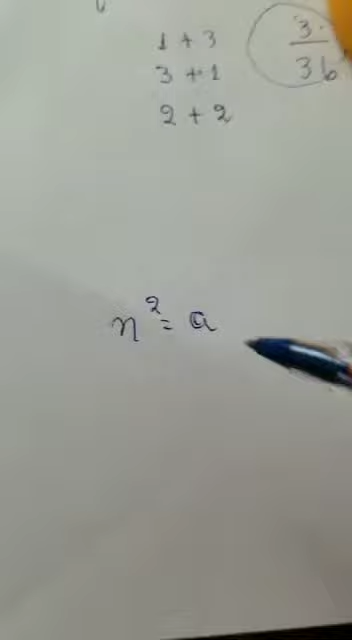 1 + 3
3 + 1
2 + 2
3
36
n² = a